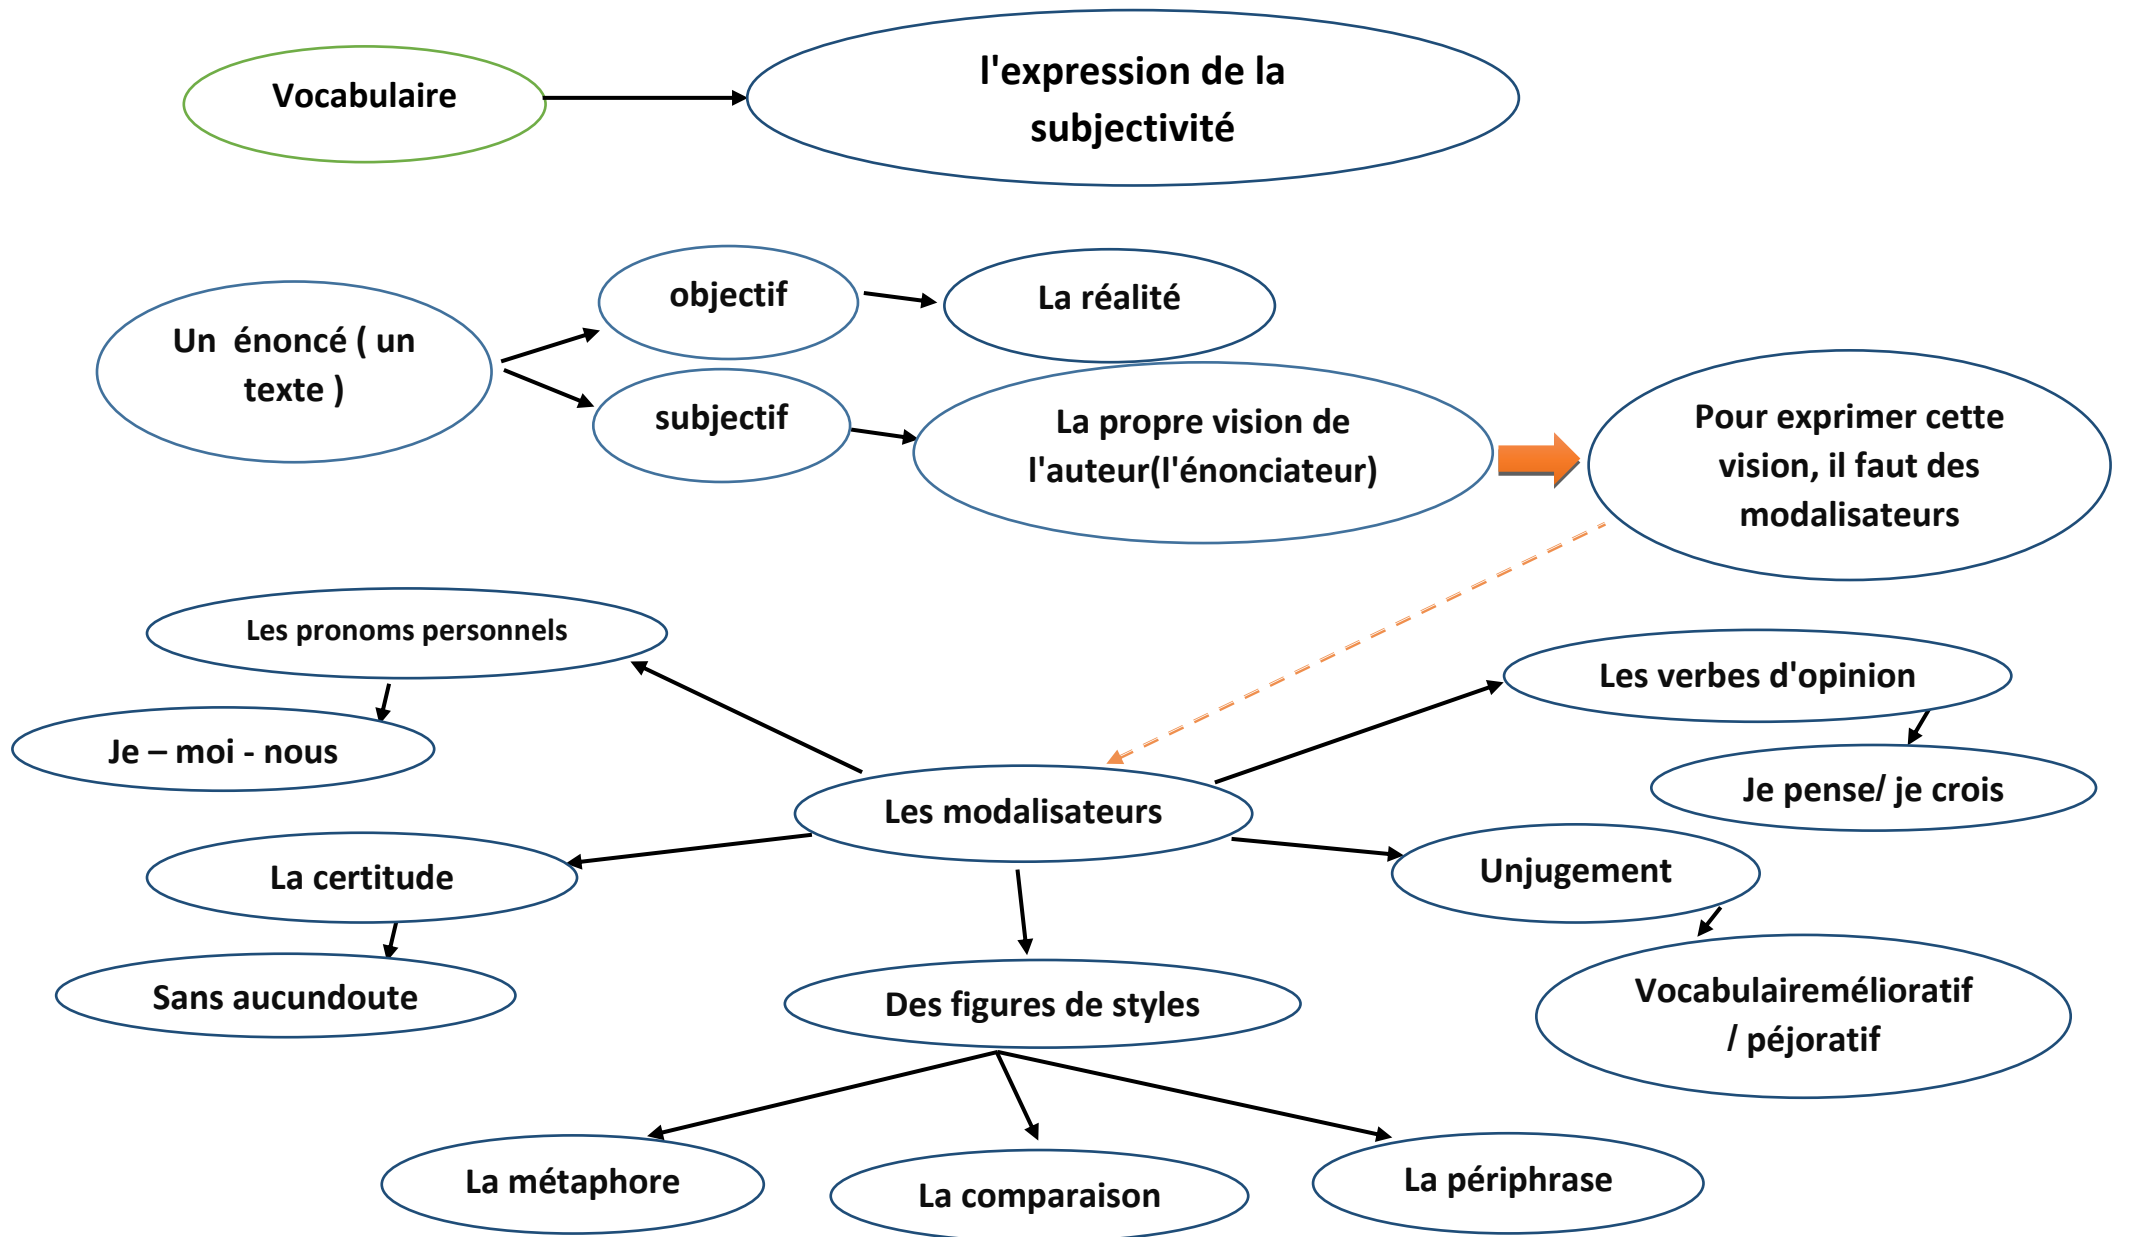 Vocabulaire
l'expression de la
subjectivité
objectif
La réalité
Un énoncé ( un
texte )
subjectif
La propre vision de
l'auteur(l'énonciateur)
Pour exprimer cette
vision, il faut des
modalisateurs
Les pronoms personnels
Je – moi - nous
Les verbes d'opinion
Je pense/ je crois
Les modalisateurs
La certitude
Sans aucundoute
Unjugement
Vocabulairemélioratif
/ péjoratif
Des figures de styles
La métaphore
La comparaison
La périphrase